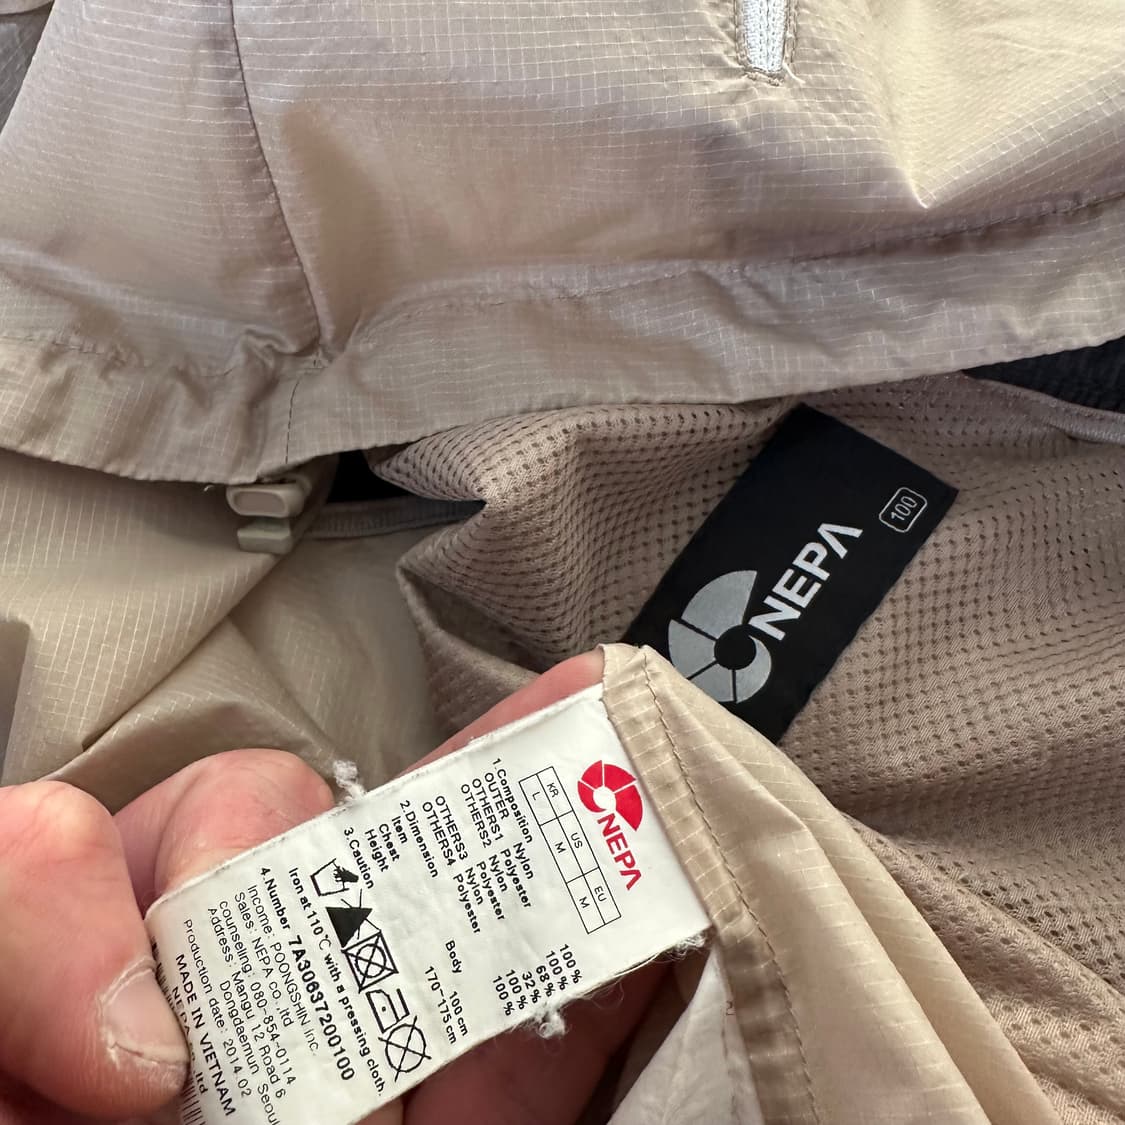 100
NEPA
NEPA
KR US EU
L M M
1.Composition
OUTER Nylon 100 %
OTHERS1 Polyester 100 %
OTHERS2 Nylon 68 %
Polyester 32 %
OTHERS3 Nylon 100 %
OTHERS4 Polyester 100 %
2.Dimension
Item Body
Chest 100 cm
Height 170~175cm
3.Caution
Iron at 110℃ with a pressing cloth.
4.Number 7A30637200100
Income: POONGSHIN Inc.
Sales: NEPA co.,ltd
counseling: 080-854-0114
Address: Mangu 12 Road 6
Dongdaemun Seoul
Production date: 2014.02
MADE IN VIETNAM